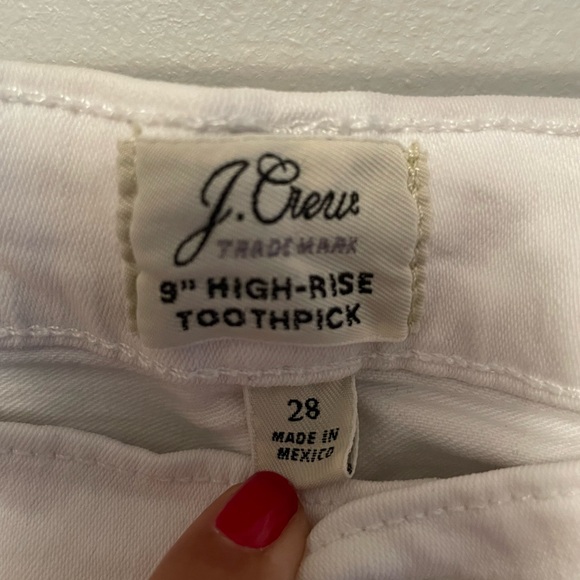 J.Crew
TRADEMARK
9" HIGH-RISE
TOOTHPICK
28
MADE IN
MEXICO